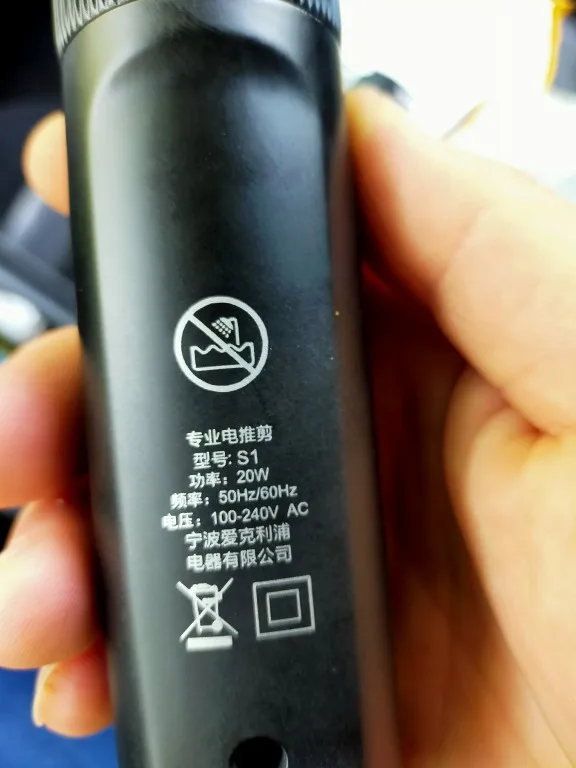 专业电推剪
型号: S1
功率：20W
频率：50Hz/60Hz
电压：100-240V AC
宁波爱克利浦
电器有限公司